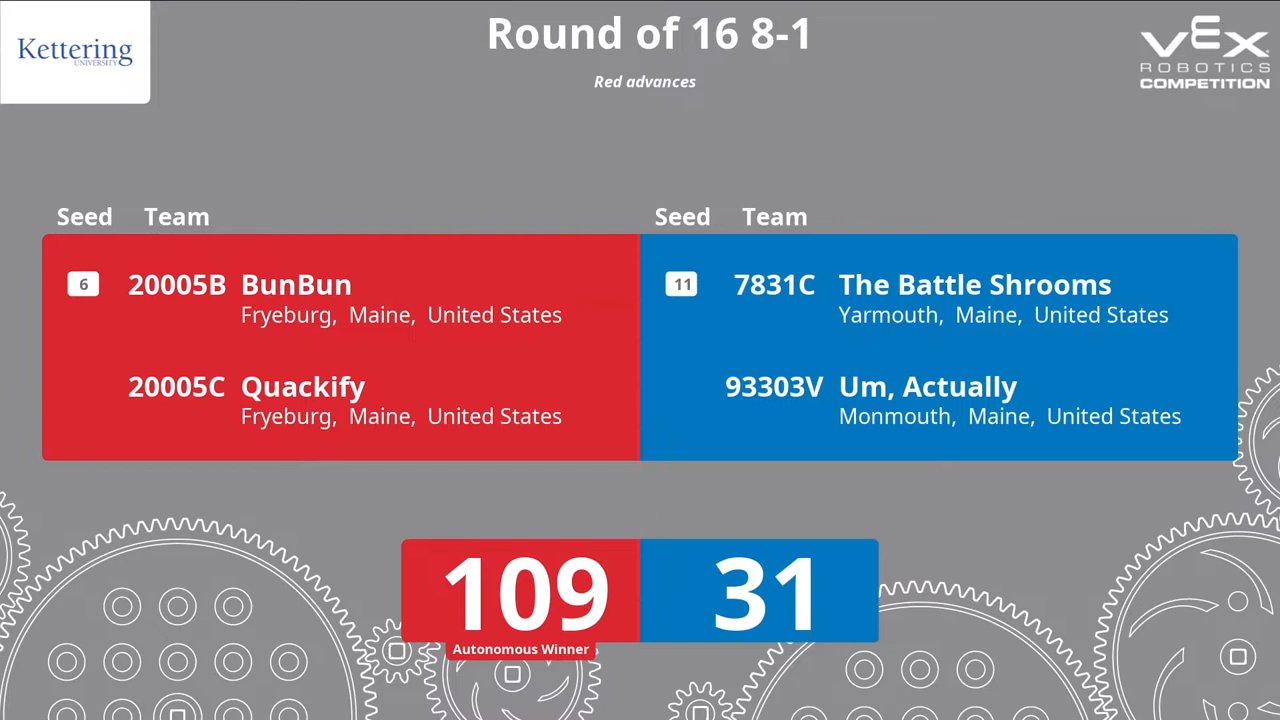 Kettering
UNIVERSITY
Round of 16 8-1
Red advances
VEX
ROBOTICS
COMPETITION
Seed Team
Seed Team
6 20005B BunBun
Fryeburg, Maine, United States
20005C Quackify
Fryeburg, Maine, United States
11 7831C The Battle Shrooms
Yarmouth, Maine, United States
93303V Um, Actually
Monmouth, Maine, United States
109
31
Autonomous Winner